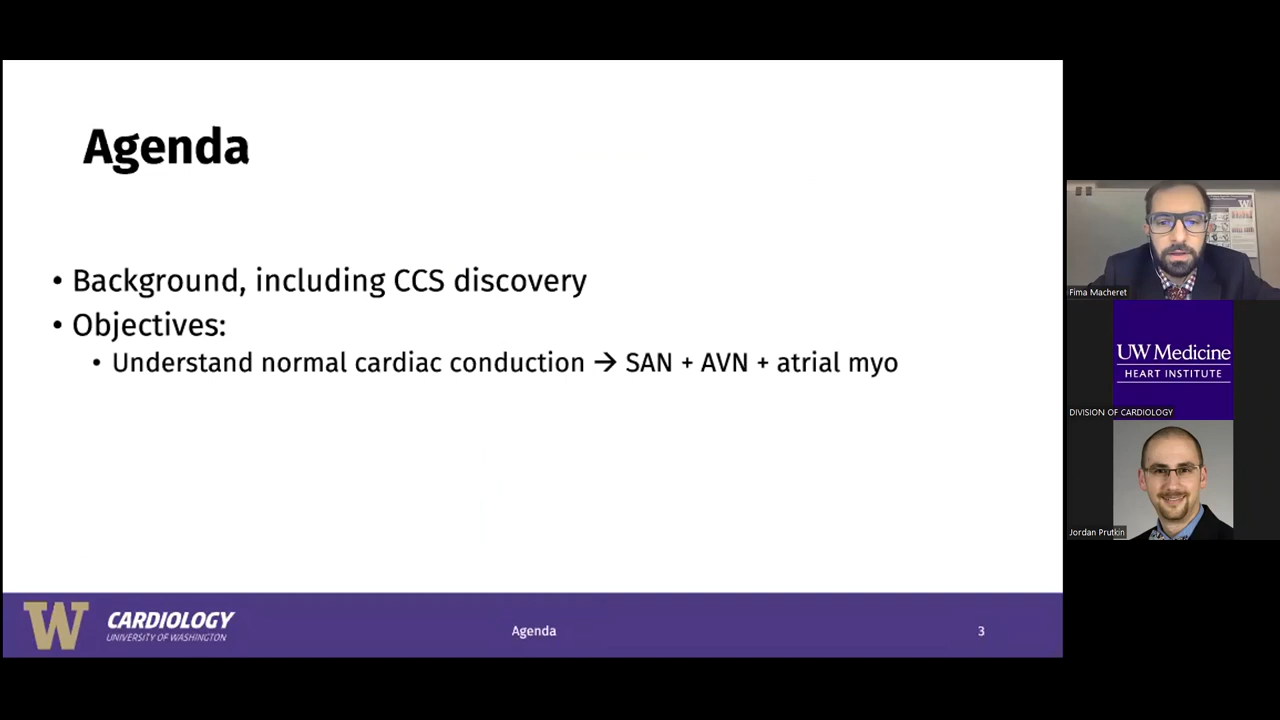 Agenda
• Background, including CCS discovery
• Objectives:
• Understand normal cardiac conduction → SAN + AVN + atrial myo
W CARDIOLOGY
UNIVERSITY OF WASHINGTON
Agenda
3
W
Fima Macheret
UW Medicine
HEART INSTITUTE
DIVISION OF CARDIOLOGY
Jordan Prutkin